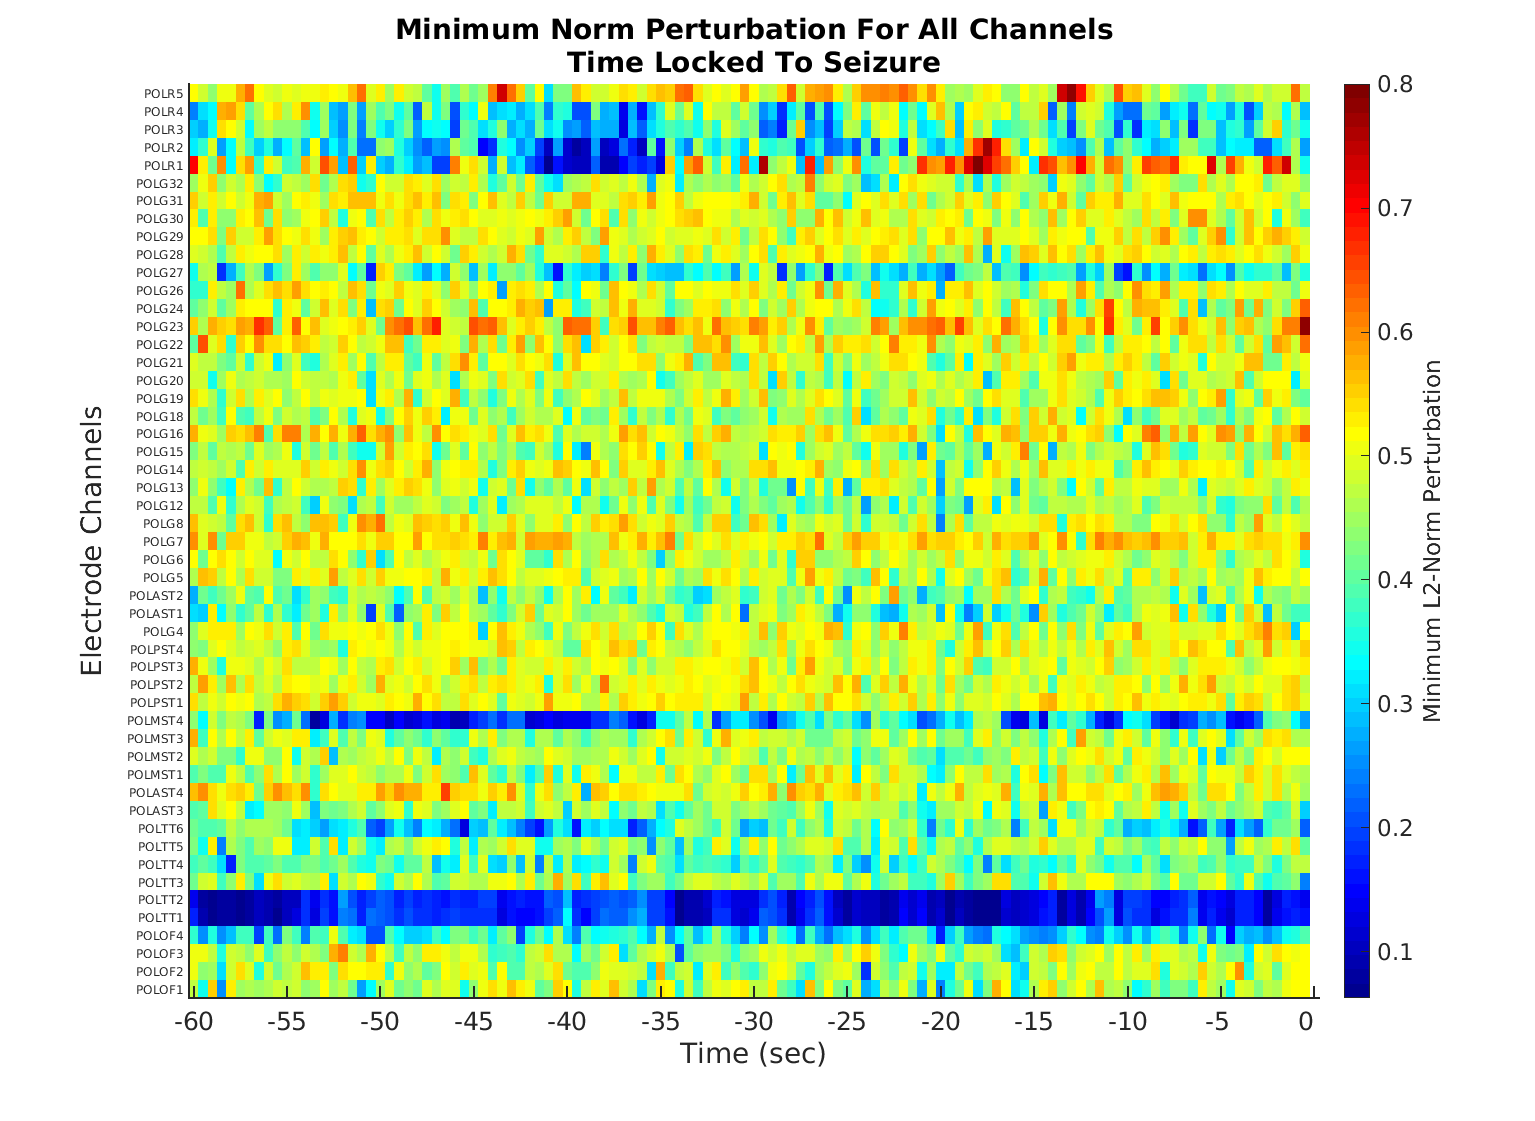 Minimum Norm Perturbation For All Channels
Time Locked To Seizure
Electrode Channels
POLR5
POLR4
POLR3
POLR2
POLR1
POLG32
POLG31
POLG30
POLG29
POLG28
POLG27
POLG26
POLG24
POLG23
POLG22
POLG21
POLG20
POLG19
POLG18
POLG16
POLG15
POLG14
POLG13
POLG12
POLG8
POLG7
POLG6
POLG5
POLAST2
POLAST1
POLG4
POLPST4
POLPST3
POLPST2
POLPST1
POLMST4
POLMST3
POLMST2
POLMST1
POLAST4
POLAST3
POLTT6
POLTT5
POLTT4
POLTT3
POLTT2
POLTT1
POLOF4
POLOF3
POLOF2
POLOF1
-60 -55 -50 -45 -40 -35 -30 -25 -20 -15 -10 -5 0
Time (sec)
0.8
0.7
0.6
0.5
0.4
0.3
0.2
0.1
Minimum L2-Norm Perturbation